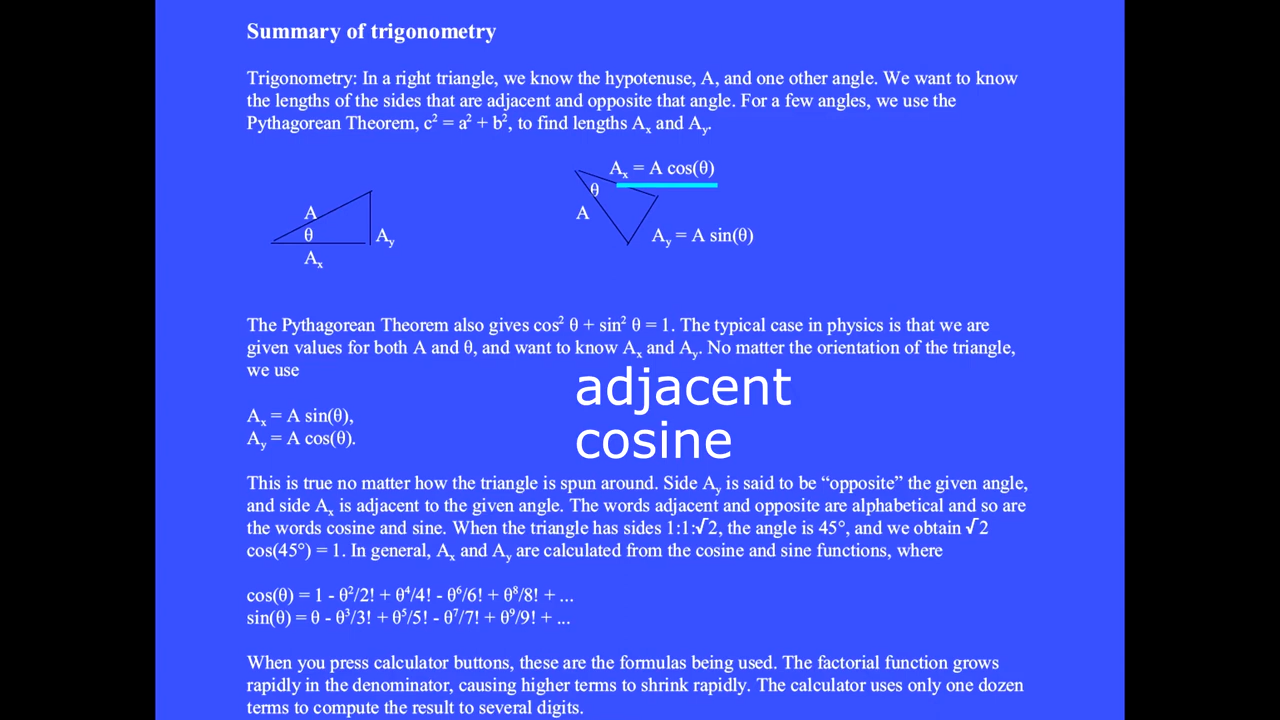 Summary of trigonometry
Trigonometry: In a right triangle, we know the hypotenuse, A, and one other angle. We want to know
the lengths of the sides that are adjacent and opposite that angle. For a few angles, we use the
Pythagorean Theorem, c² = a² + b², to find lengths Aₓ and Aᵧ.
Aₓ = A cos(θ)
θ
A
Aᵧ = A sin(θ)
A
θ
Aᵧ
Aₓ
The Pythagorean Theorem also gives cos² θ + sin² θ = 1. The typical case in physics is that we are
given values for both A and θ, and want to know Aₓ and Aᵧ. No matter the orientation of the triangle,
we use
adjacent
cosine
Aₓ = A sin(θ),
Aᵧ = A cos(θ).
This is true no matter how the triangle is spun around. Side Aᵧ is said to be “opposite” the given angle,
and side Aₓ is adjacent to the given angle. The words adjacent and opposite are alphabetical and so are
the words cosine and sine. When the triangle has sides 1:1:√2, the angle is 45°, and we obtain √2
cos(45°) = 1. In general, Aₓ and Aᵧ are calculated from the cosine and sine functions, where
cos(θ) = 1 - θ²/2! + θ⁴/4! - θ⁶/6! + θ⁸/8! + ...
sin(θ) = θ - θ³/3! + θ⁵/5! - θ⁷/7! + θ⁹/9! + ...
When you press calculator buttons, these are the formulas being used. The factorial function grows
rapidly in the denominator, causing higher terms to shrink rapidly. The calculator uses only one dozen
terms to compute the result to several digits.